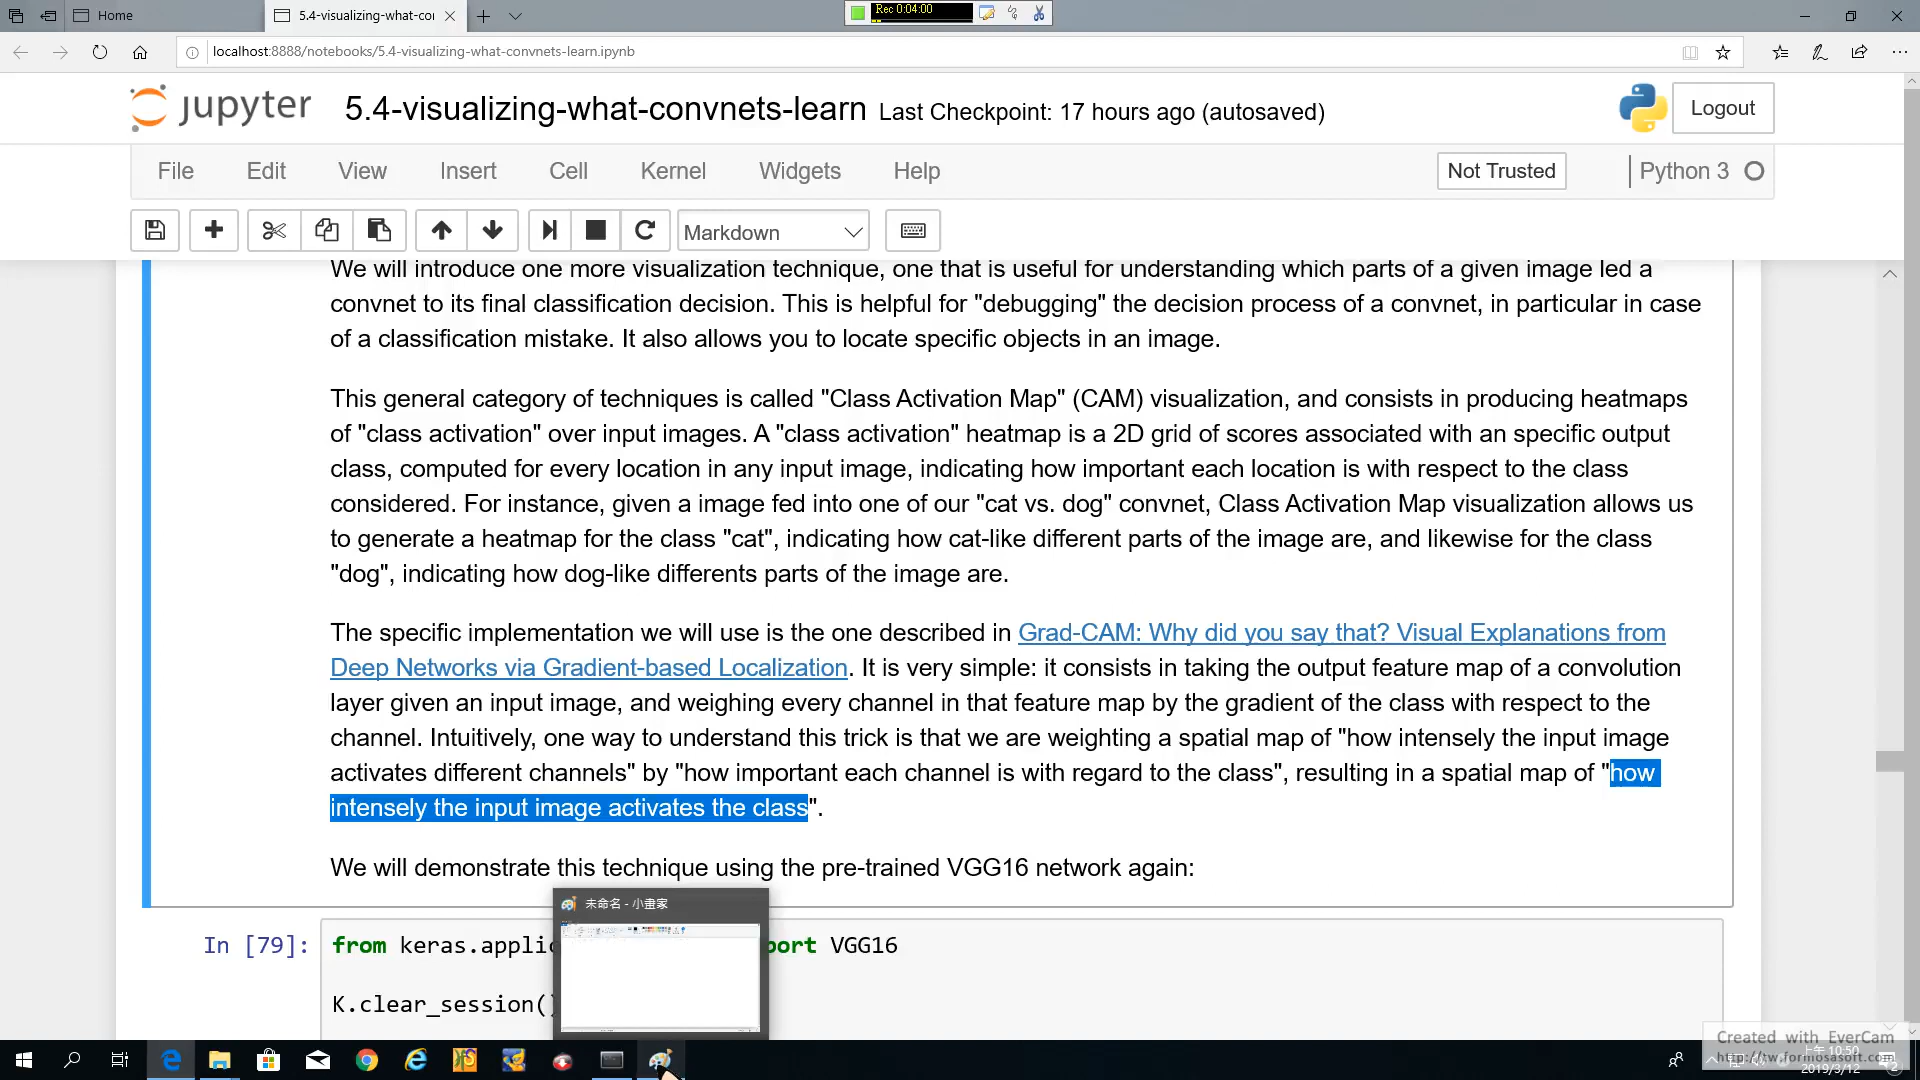 Home
5.4-visualizing-what-coı
Rec 0:04:00
localhost:8888/notebooks/5.4-visualizing-what-convnets-learn.ipynb
jupyter
5.4-visualizing-what-convnets-learn
Last Checkpoint: 17 hours ago (autosaved)
Logout
File
Edit
View
Insert
Cell
Kernel
Widgets
Help
Not Trusted
Python 3
Markdown
We will introduce one more visualization technique, one that is useful for understanding which parts of a given image led a
convnet to its final classification decision. This is helpful for "debugging" the decision process of a convnet, in particular in case
of a classification mistake. It also allows you to locate specific objects in an image.
This general category of techniques is called "Class Activation Map" (CAM) visualization, and consists in producing heatmaps
of "class activation" over input images. A "class activation" heatmap is a 2D grid of scores associated with an specific output
class, computed for every location in any input image, indicating how important each location is with respect to the class
considered. For instance, given a image fed into one of our "cat vs. dog" convnet, Class Activation Map visualization allows us
to generate a heatmap for the class "cat", indicating how cat-like different parts of the image are, and likewise for the class
"dog", indicating how dog-like differents parts of the image are.
The specific implementation we will use is the one described in Grad-CAM: Why did you say that? Visual Explanations from
Deep Networks via Gradient-based Localization. It is very simple: it consists in taking the output feature map of a convolution
layer given an input image, and weighing every channel in that feature map by the gradient of the class with respect to the
channel. Intuitively, one way to understand this trick is that we are weighting a spatial map of "how intensely the input image
activates different channels" by "how important each channel is with regard to the class", resulting in a spatial map of "how
intensely the input image activates the class".
We will demonstrate this technique using the pre-trained VGG16 network again:
未命名 - 小畫家
In [79]:
from keras.applic port VGG16
K.clear_session()
Created with EverCam
http://tw.formosasoft.com
上午 10:50
2019/3/12